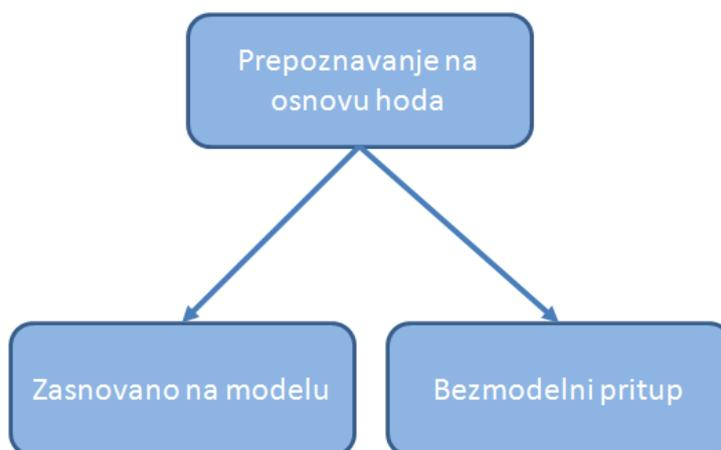 Prepoznavanje na
osnovu hoda
Zasnovano na modelu
Bezmodelni pritup